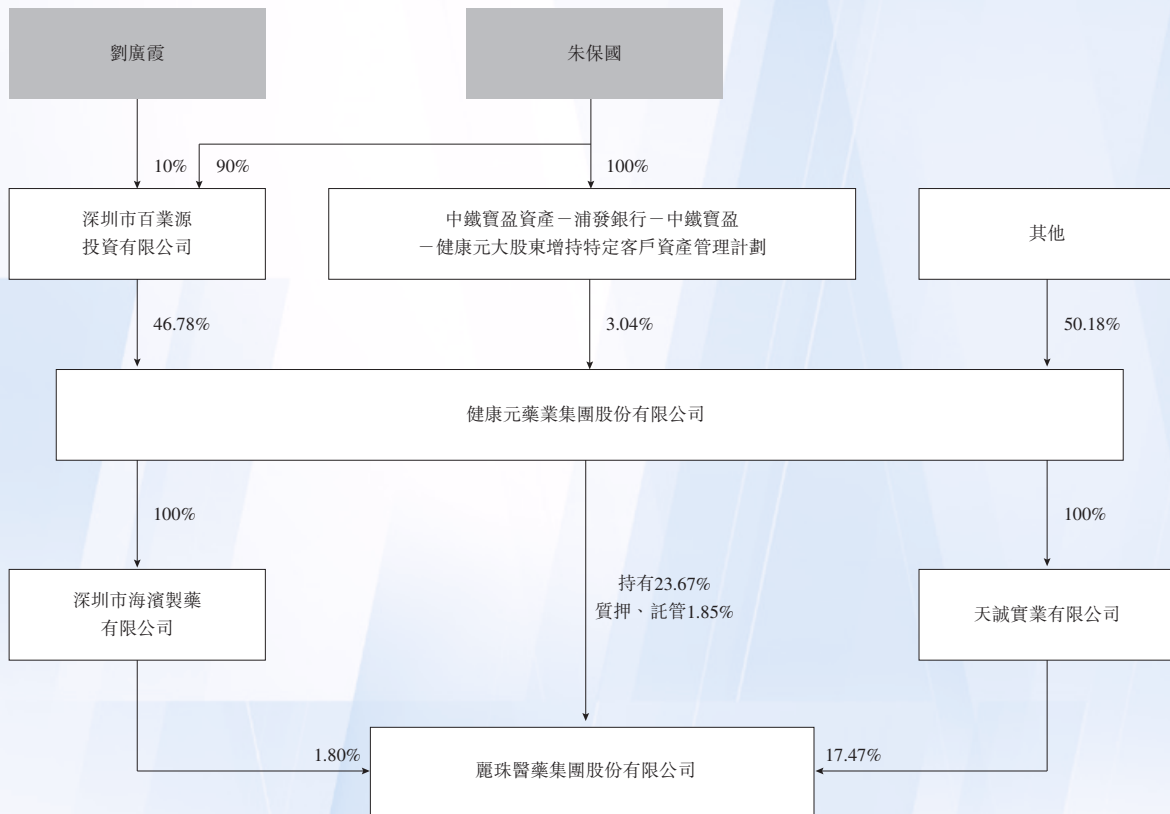 劉廣霞
朱保國
10%
90%
100%
深圳市百業源
投資有限公司
中鐵寶盈資產－浦發銀行－中鐵寶盈
－健康元大股東增持特定客戶資產管理計劃
其他
46.78%
3.04%
50.18%
健康元藥業集團股份有限公司
100%
100%
深圳市海濱製藥
有限公司
持有23.67%
質押、託管1.85%
天誠實業有限公司
1.80%
麗珠醫藥集團股份有限公司
17.47%